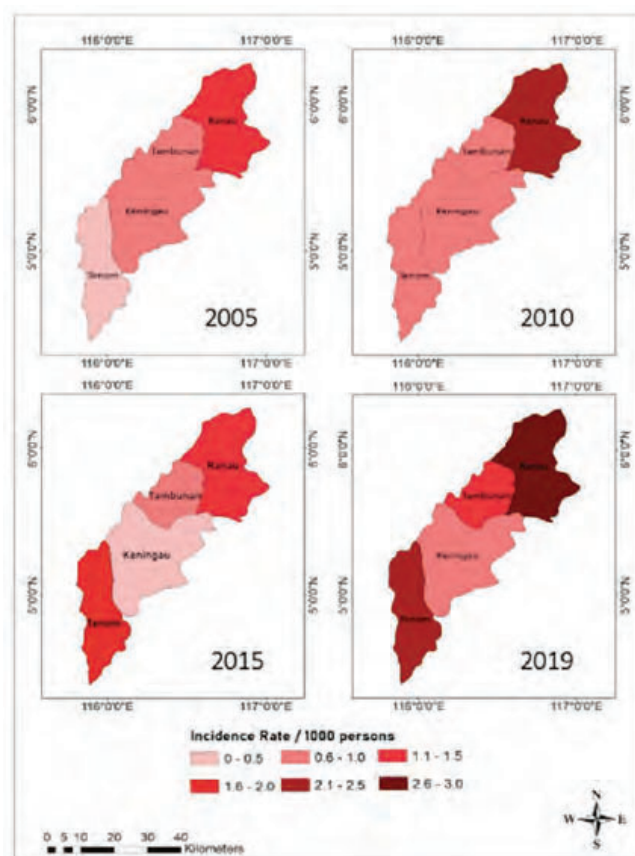 116°0'0"E 117°0'0"E 116°0'0"E 117°0'0"E
6°0'0"N
5°0'0"N
Ranau
Tambunan
Keningau
Tenom
2005
6°0'0"N
5°0'0"N
Ranau
Tambunan
Keningau
Tenom
2010
116°0'0"E 117°0'0"E 116°0'0"E 117°0'0"E
116°0'0"E 117°0'0"E 116°0'0"E 117°0'0"E
6°0'0"N
5°0'0"N
Ranau
Tambunan
Keningau
Tenom
2015
6°0'0"N
5°0'0"N
Ranau
Tambunan
Keningau
Tenom
2019
116°0'0"E 117°0'0"E 116°0'0"E 117°0'0"E
Incidence Rate / 1000 persons
0 - 0.5 0.6 - 1.0 1.1 - 1.5
1.6 - 2.0 2.1 - 2.5 2.6 - 3.0
0 5 10 20 30 40
Kilometers
N
W E
S